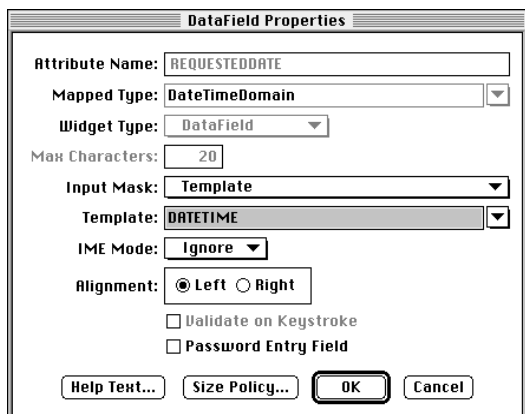 DataField Properties
Attribute Name: REQUESTEDDATE
Mapped Type: DateTimeDomain
Widget Type: DataField
Max Characters: 20
Input Mask: Template
Template: DATETIME
IME Mode: Ignore
Alignment: Left Right
Validate on Keystroke
Password Entry Field
Help Text... Size Policy... OK Cancel